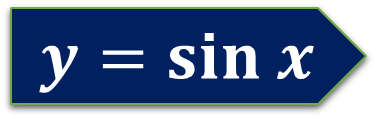 y = sin x